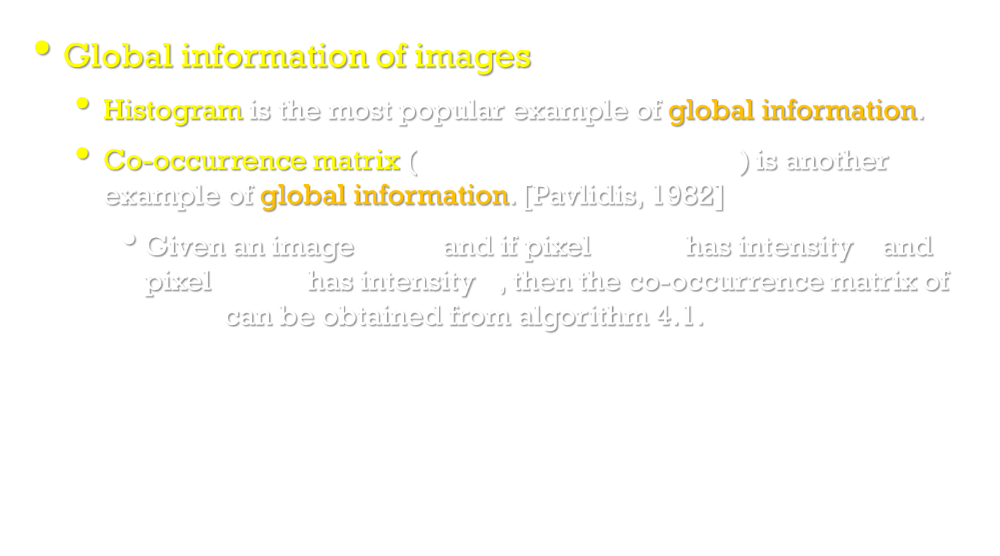 • Global information of images
• Histogram is the most popular example of global information.
• Co-occurrence matrix ( ) is another
example of global information. [Pavlidis, 1982]
• Given an image and if pixel has intensity and
pixel has intensity , then the co-occurrence matrix of
can be obtained from algorithm 4.1.